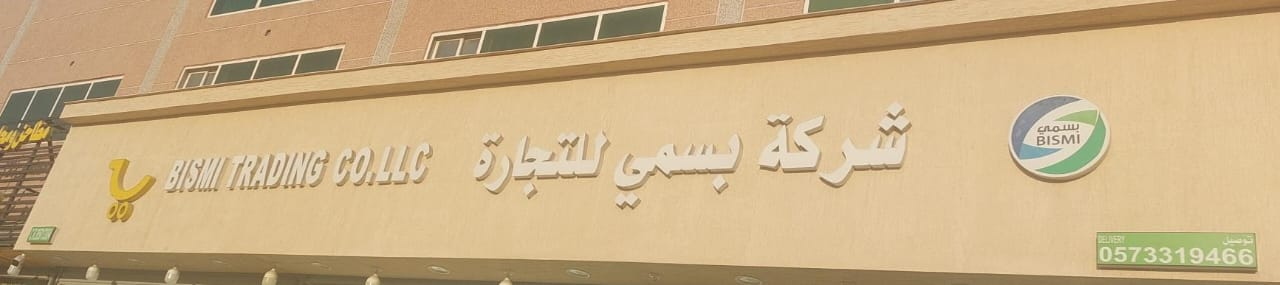 BISMI TRADING CO.LLC
شركة بسمي للتجارة
بسمي
BISMI
DELIVERY توصيل
0573319466